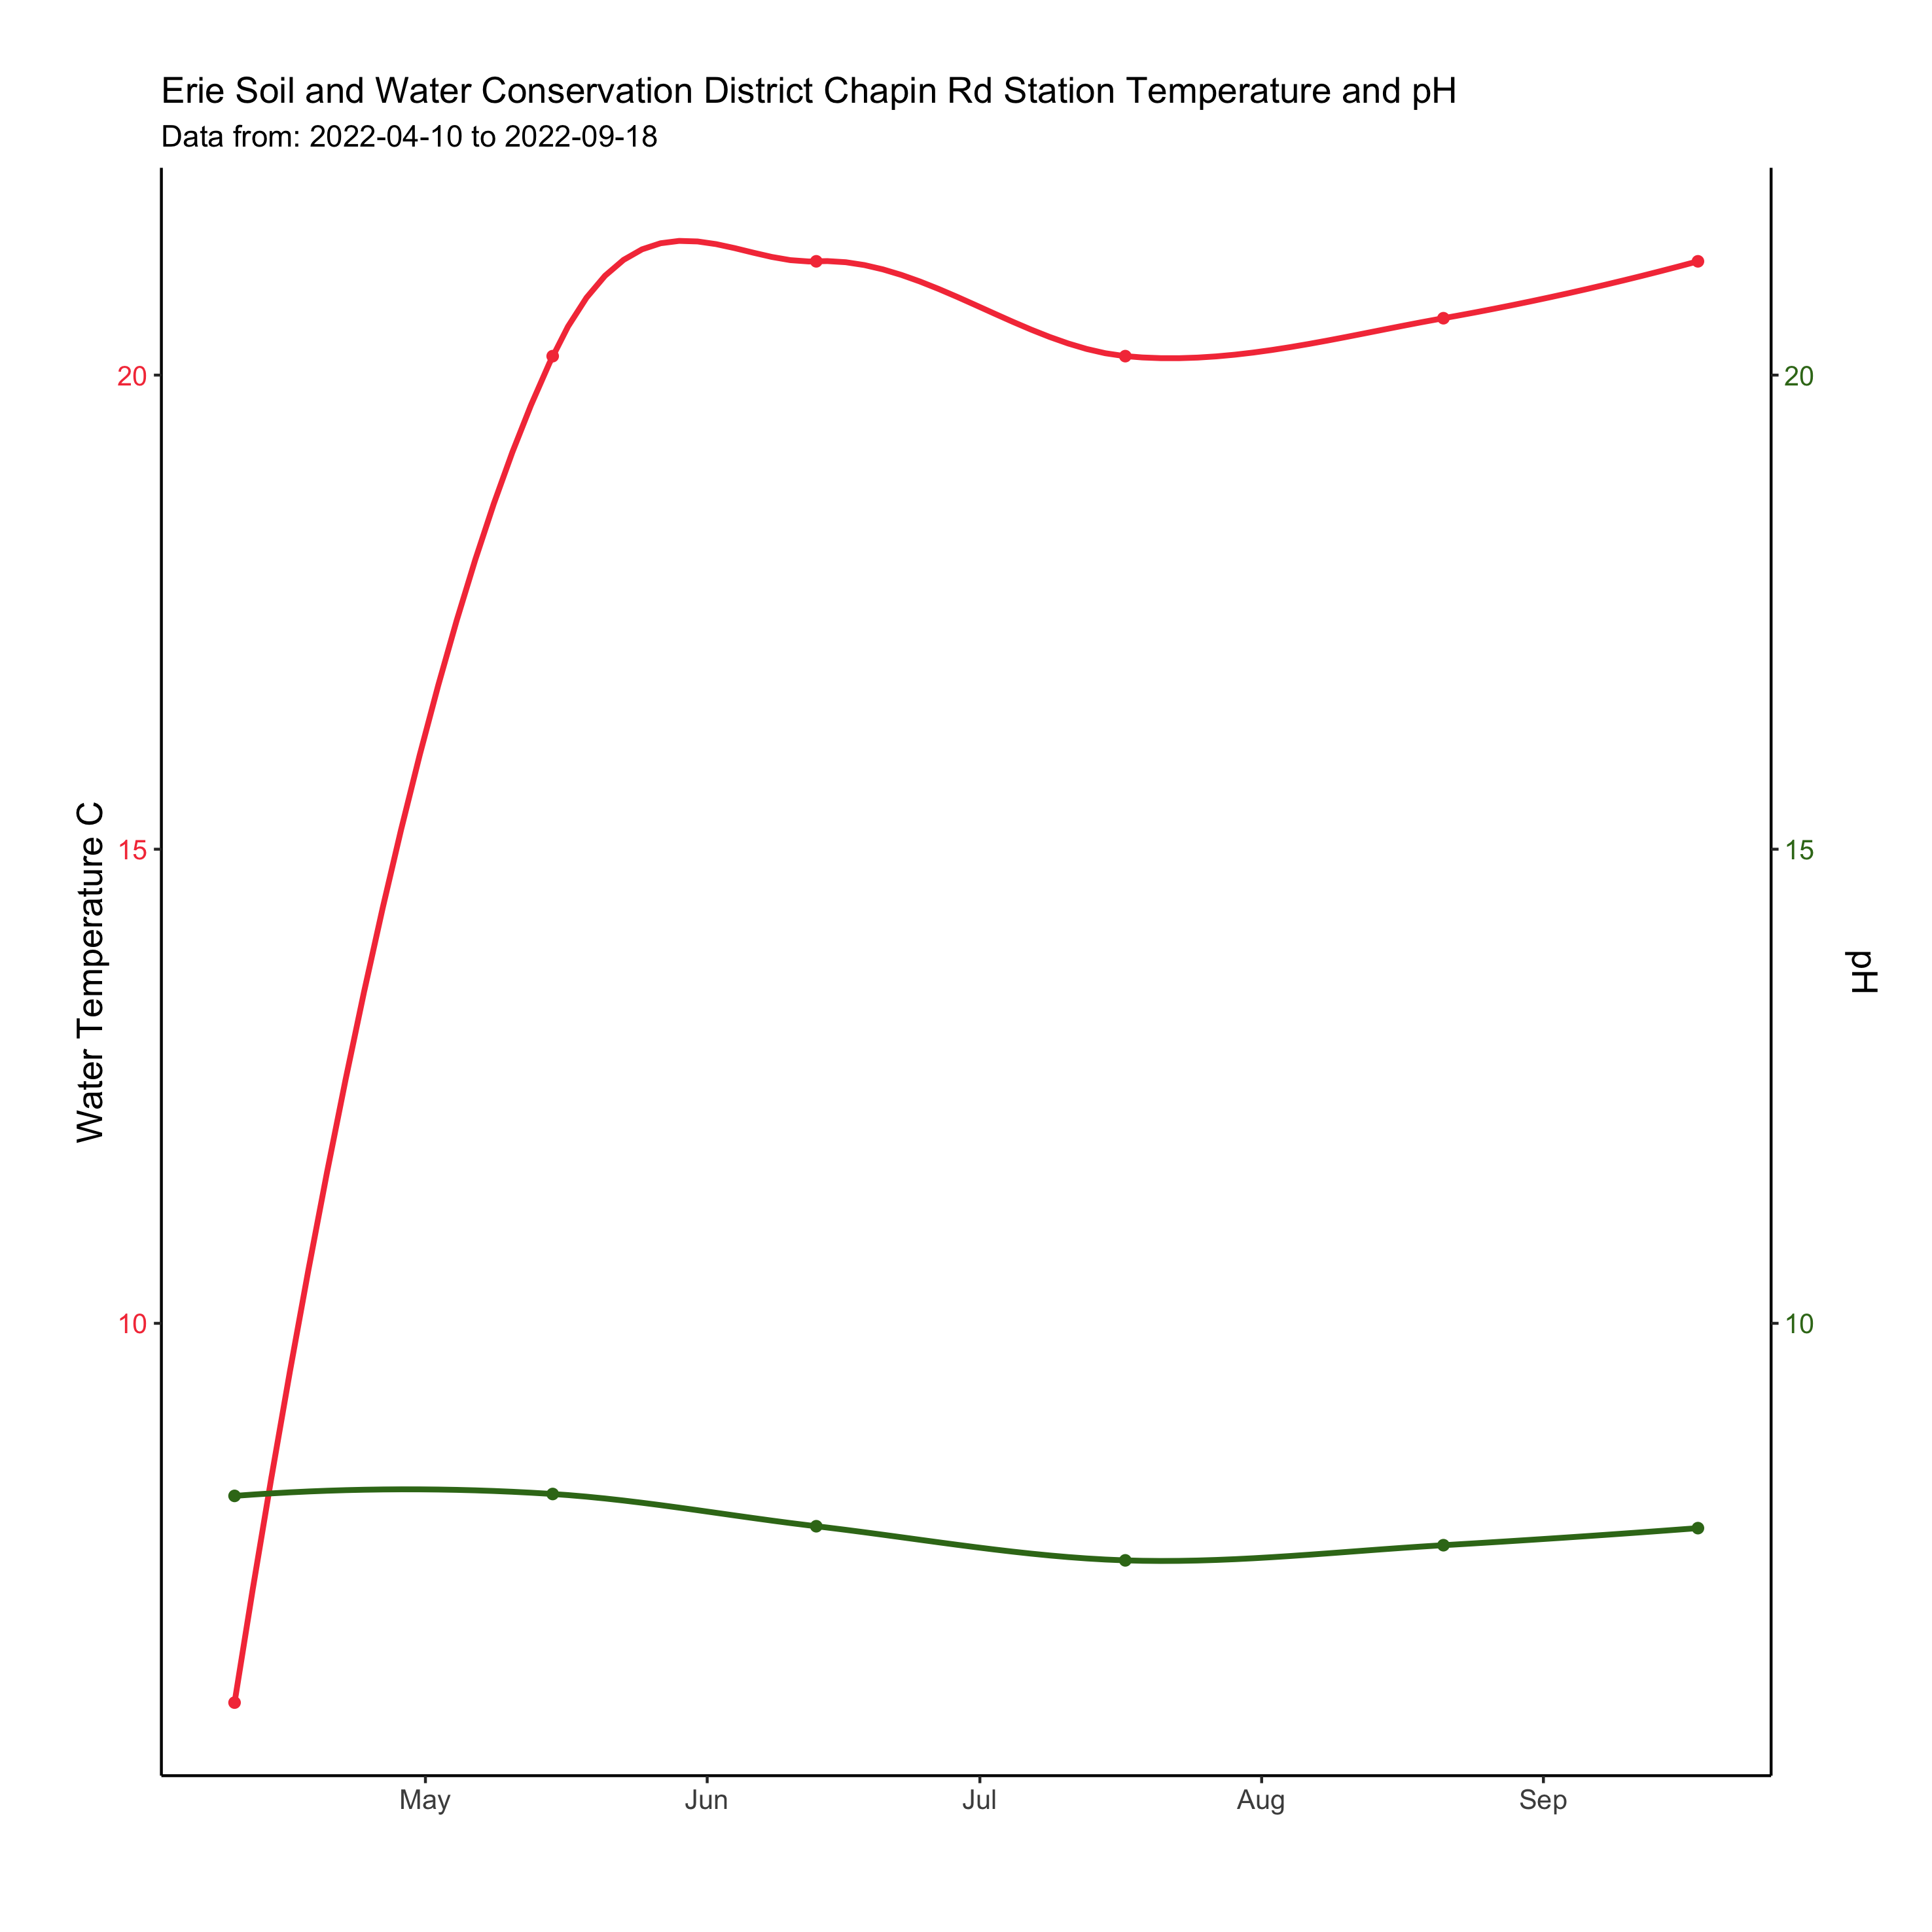 Erie Soil and Water Conservation District Chapin Rd Station Temperature and pH
Data from: 2022-04-10 to 2022-09-18
Water Temperature C
20
15
10
20
15
10
pH
May
Jun
Jul
Aug
Sep